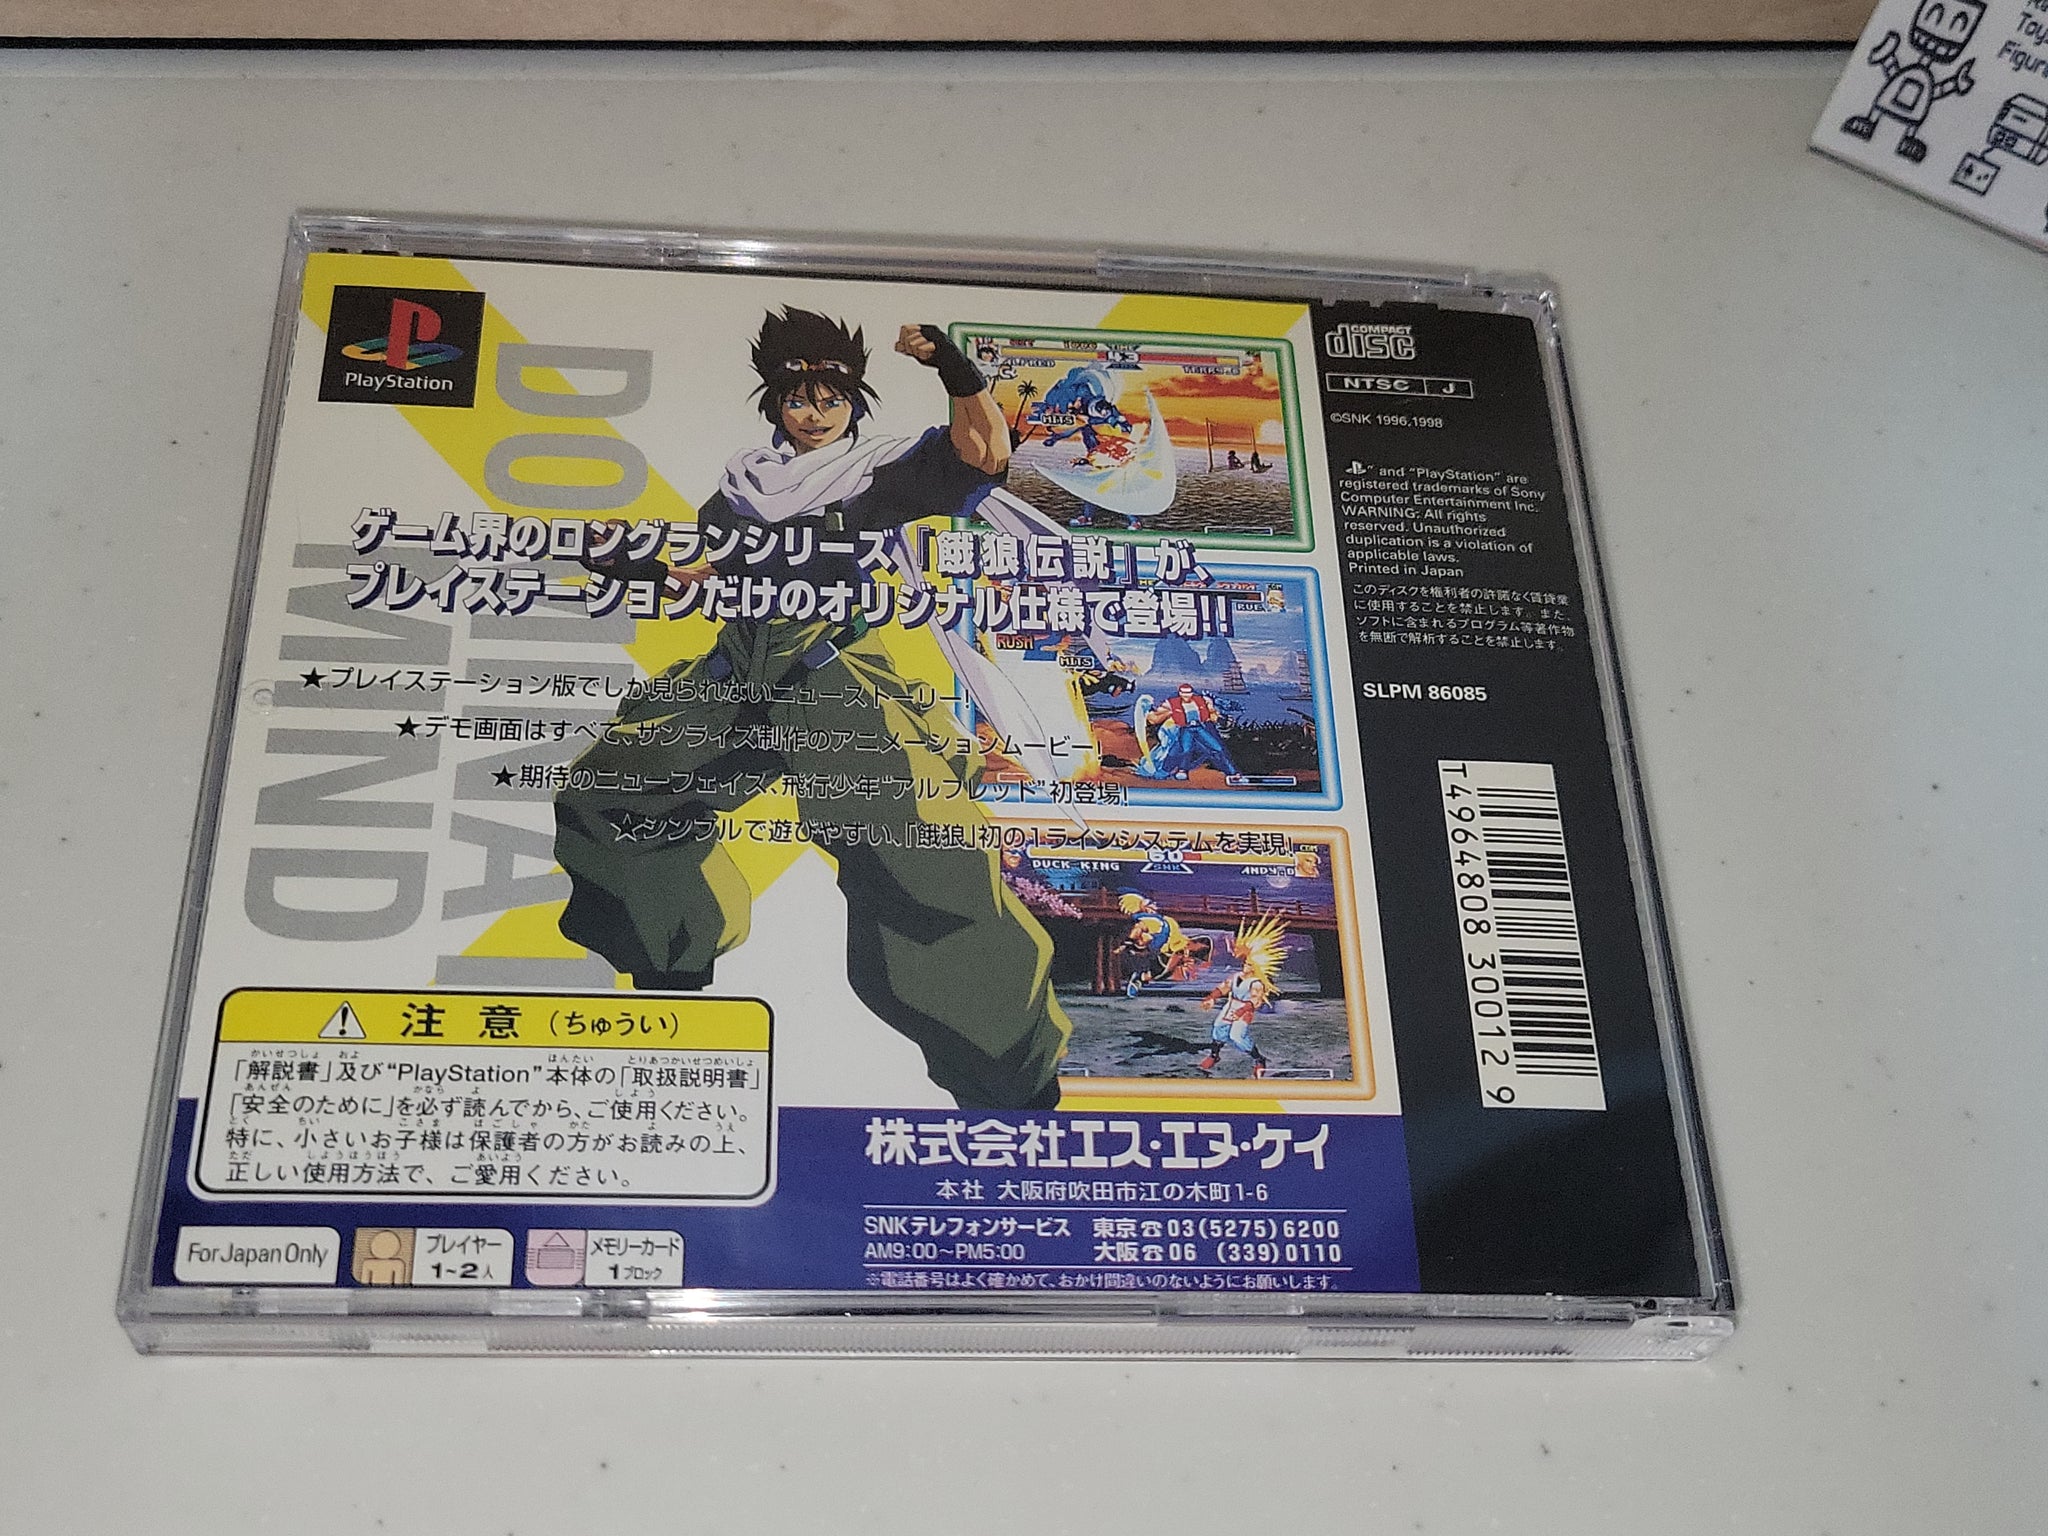 Toys
PlayStation
DOMINAT
MIND
ゲーム界のロングランシリーズ『餓狼伝説』が、
プレイステーションだけのオリジナル仕様で登場!!
★プレイステーション版でしか見られないニューストーリー!
★デモ画面はすべて、サンライズ制作のアニメーションムービー!
★期待のニューフェイス、飛行少年"アルフレッド"初登場!
☆シンプルで遊びやすい、「餓狼」初の1ラインシステムを実現!
ALFRED
TIME
HITS
RUSH
HITS
DUCK KING
60
SNK
ANDY.B
COM
注意(ちゅうい)
「解説書」及び"PlayStation"本体の「取扱説明書」
「安全のために」を必ず読んでから、ご使用ください。
特に、小さいお子様は保護者の方がお読みの上、
正しい使用方法で、ご愛用ください。
For Japan Only
プレイヤー
1~2人
メモリーカード
1ブロック
株式会社エス・エヌ・ケイ
本社 大阪府吹田市江の木町1-6
SNKテレフォンサービス 東京☎03(5275)6200
AM9:00~PM5:00 大阪☎06 (339)0110
※電話番号はよく確かめて、おかけ間違いのないようにお願いします。
COMPACT
disc
NTSC J
©SNK 1996,1998
" and "PlayStation" are
registered trademarks of Sony
Computer Entertainment Inc.
WARNING: All rights
reserved. Unauthorized
duplication is a violation of
applicable laws.
Printed in Japan
このディスクを権利者の許諾なく賃貸業
に使用することを禁止します。また、
ソフトに含まれるプログラム等著作物
を無断で解析することを禁止します。
SLPM 86085
T4964808 300129